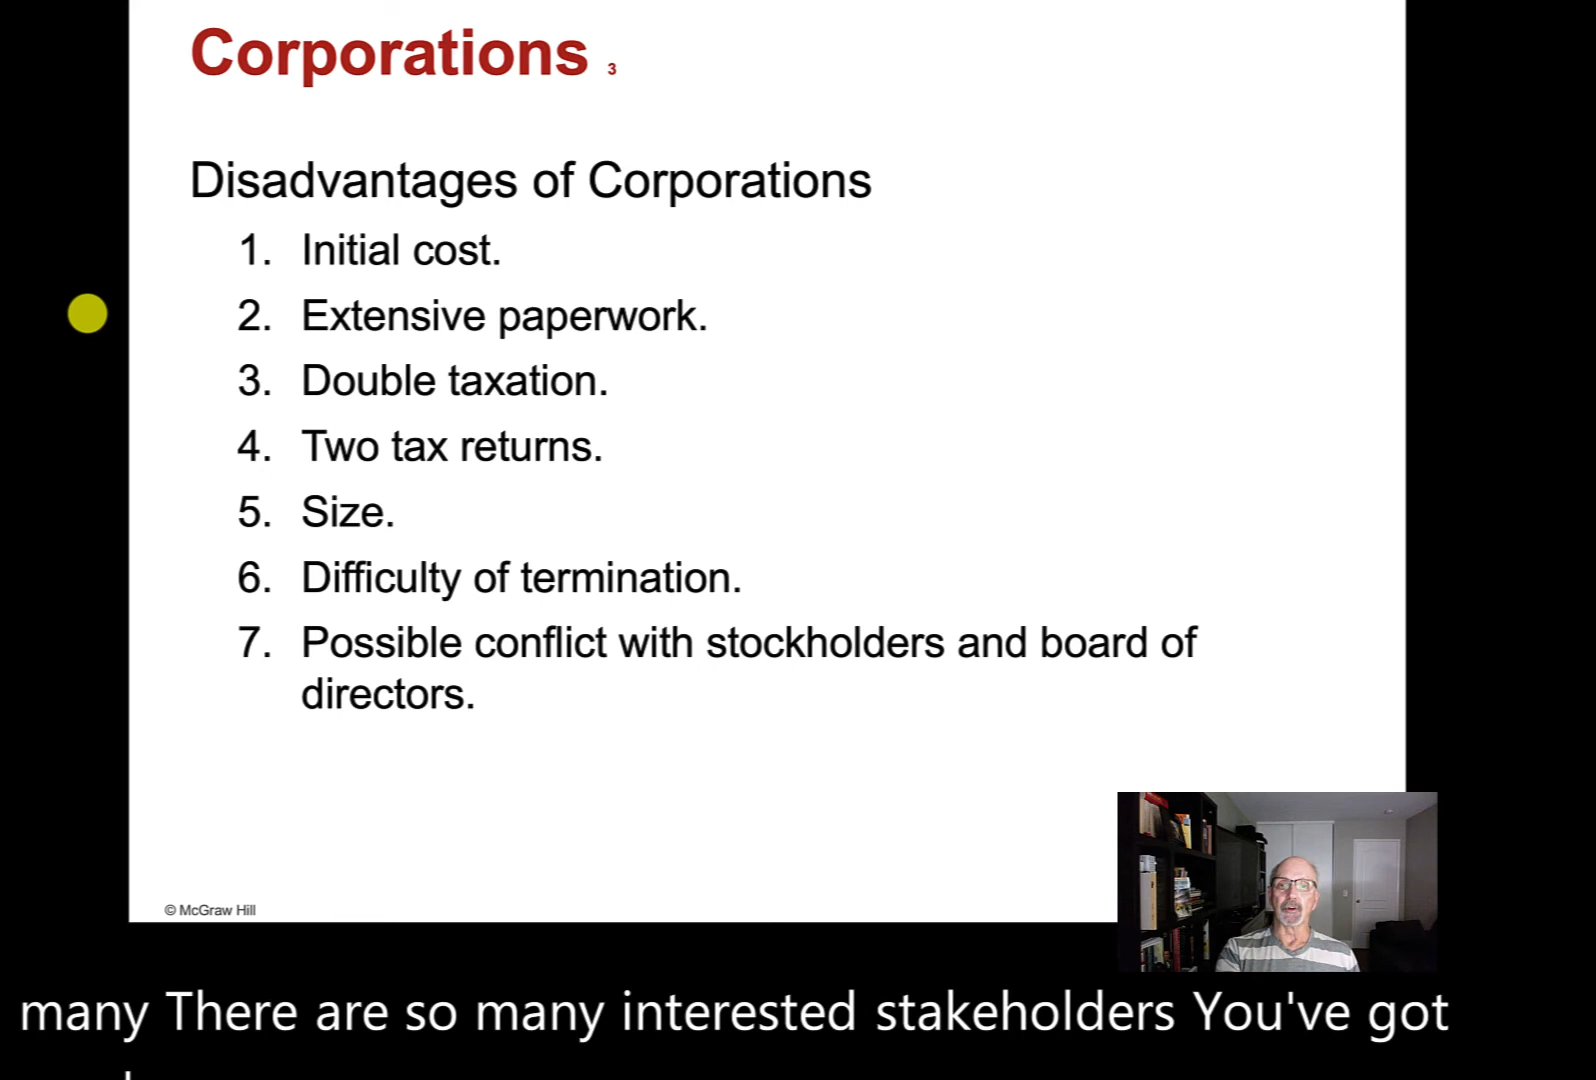 Corporations 3
Disadvantages of Corporations
1. Initial cost.
2. Extensive paperwork.
3. Double taxation.
4. Two tax returns.
5. Size.
6. Difficulty of termination.
7. Possible conflict with stockholders and board of
directors.
© McGraw Hill
many There are so many interested stakeholders You've got